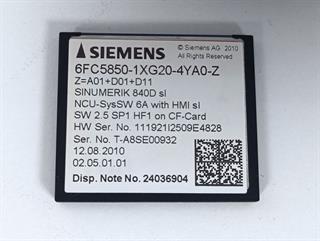 SIEMENS
© Siemens AG 2010
All Rights Reserved
6FC5850-1XG20-4YA0-Z
Z=A01+D01+D11
SINUMERIK 840D sl
NCU-SysSW 6A with HMI sl
SW 2.5 SP1 HF1 on CF-Card
HW Ser. No. 111921I2509E4828
Ser. No. T-A8SE00932
12.08.2010
02.05.01.01
Disp. Note No. 24036904